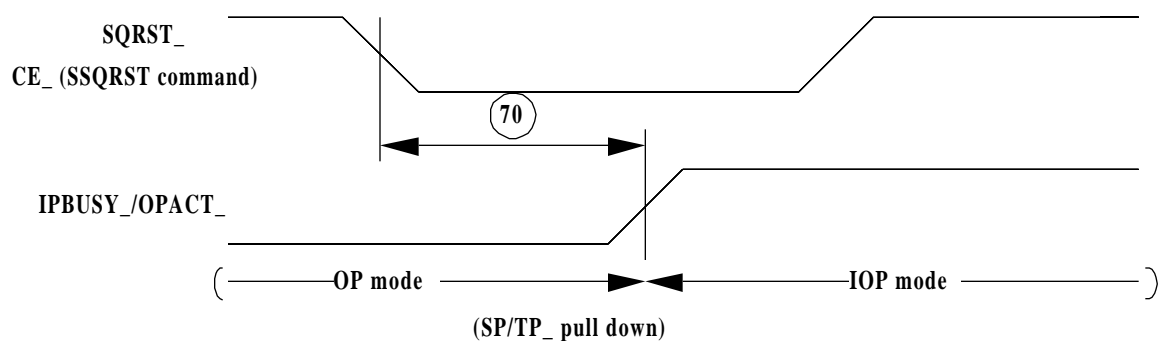 SQRST_
CE_ (SSQRST command)
70
IPBUSY_/OPACT_
( OP mode IOP mode )
(SP/TP_ pull down)